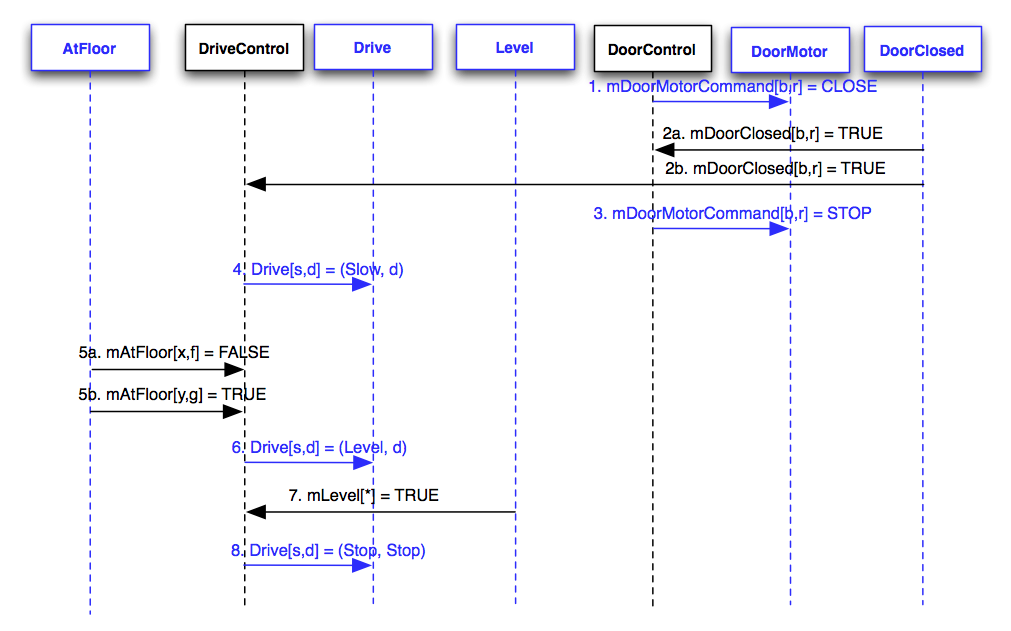 AtFloor
DriveControl
Drive
Level
DoorControl
DoorMotor
DoorClosed
1. mDoorMotorCommand[b,r] = CLOSE
2a. mDoorClosed[b,r] = TRUE
2b. mDoorClosed[b,r] = TRUE
3. mDoorMotorCommand[b,r] = STOP
4. Drive[s,d] = (Slow, d)
5a. mAtFloor[x,f] = FALSE
5b. mAtFloor[y,g] = TRUE
6. Drive[s,d] = (Level, d)
7. mLevel[*] = TRUE
8. Drive[s,d] = (Stop, Stop)